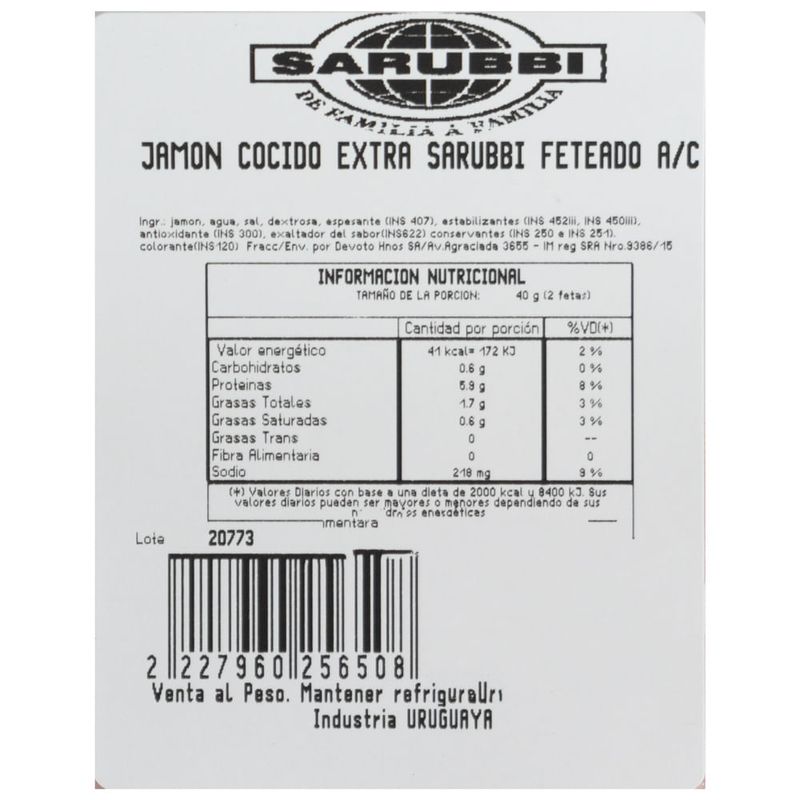 SARUBBI
DE FAMILIA A FAMILIA
JAMON COCIDO EXTRA SARUBBI FETEADO A/C
Ingr.: jamon, agua, sal, dextrosa, espesante (INS 407), estabilizantes (INS 452iii, INS 450iii),
antioxidante (INS 300), exaltador del sabor(INS622) conservantes (INS 250 e INS 251).
colorante(INS120) Fracc/Env. por Devoto Hnos SA/Av.Agraciada 3655 - IM reg SRA Nro.9386/15
INFORMACION NUTRICIONAL
TAMAÑO DE LA PORCION: 40 g (2 fetas)
Cantidad por porción %VD(*)
Valor energético 41 kcal= 172 KJ 2 %
Carbohidratos 0.6 g 0 %
Proteinas 5.9 g 8 %
Grasas Totales 1.7 g 3 %
Grasas Saturadas 0.6 g 3 %
Grasas Trans 0 --
Fibra Alimentaria 0 0
Sodio 218 mg 9 %
(*) Valores Diarios con base a una dieta de 2000 kcal y 8400 kJ. Sus
valores diarios pueden ser mayores o menores dependiendo de sus
energéticas
Lote 20773
2 227960 256508
Venta al Peso. Mantener
Industria URUGUAYA